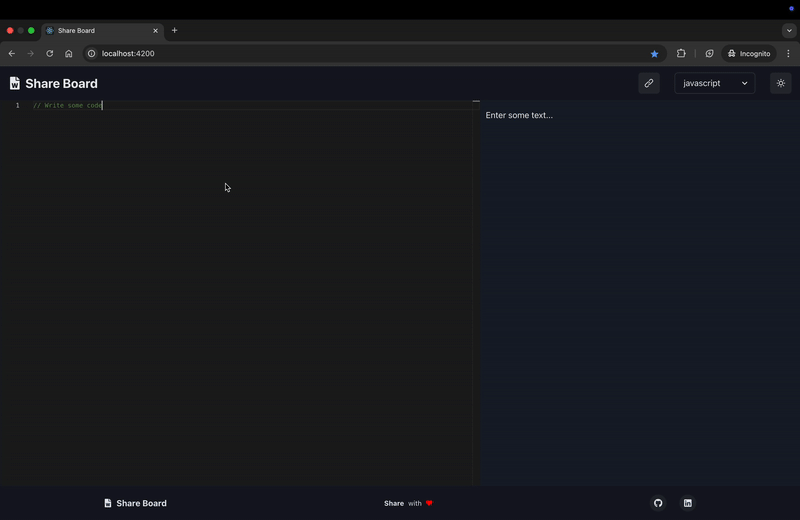 Share Board
localhost:4200
Incognito
Share Board
javascript
1 // Write some code
Enter some text...
Share Board
Share with